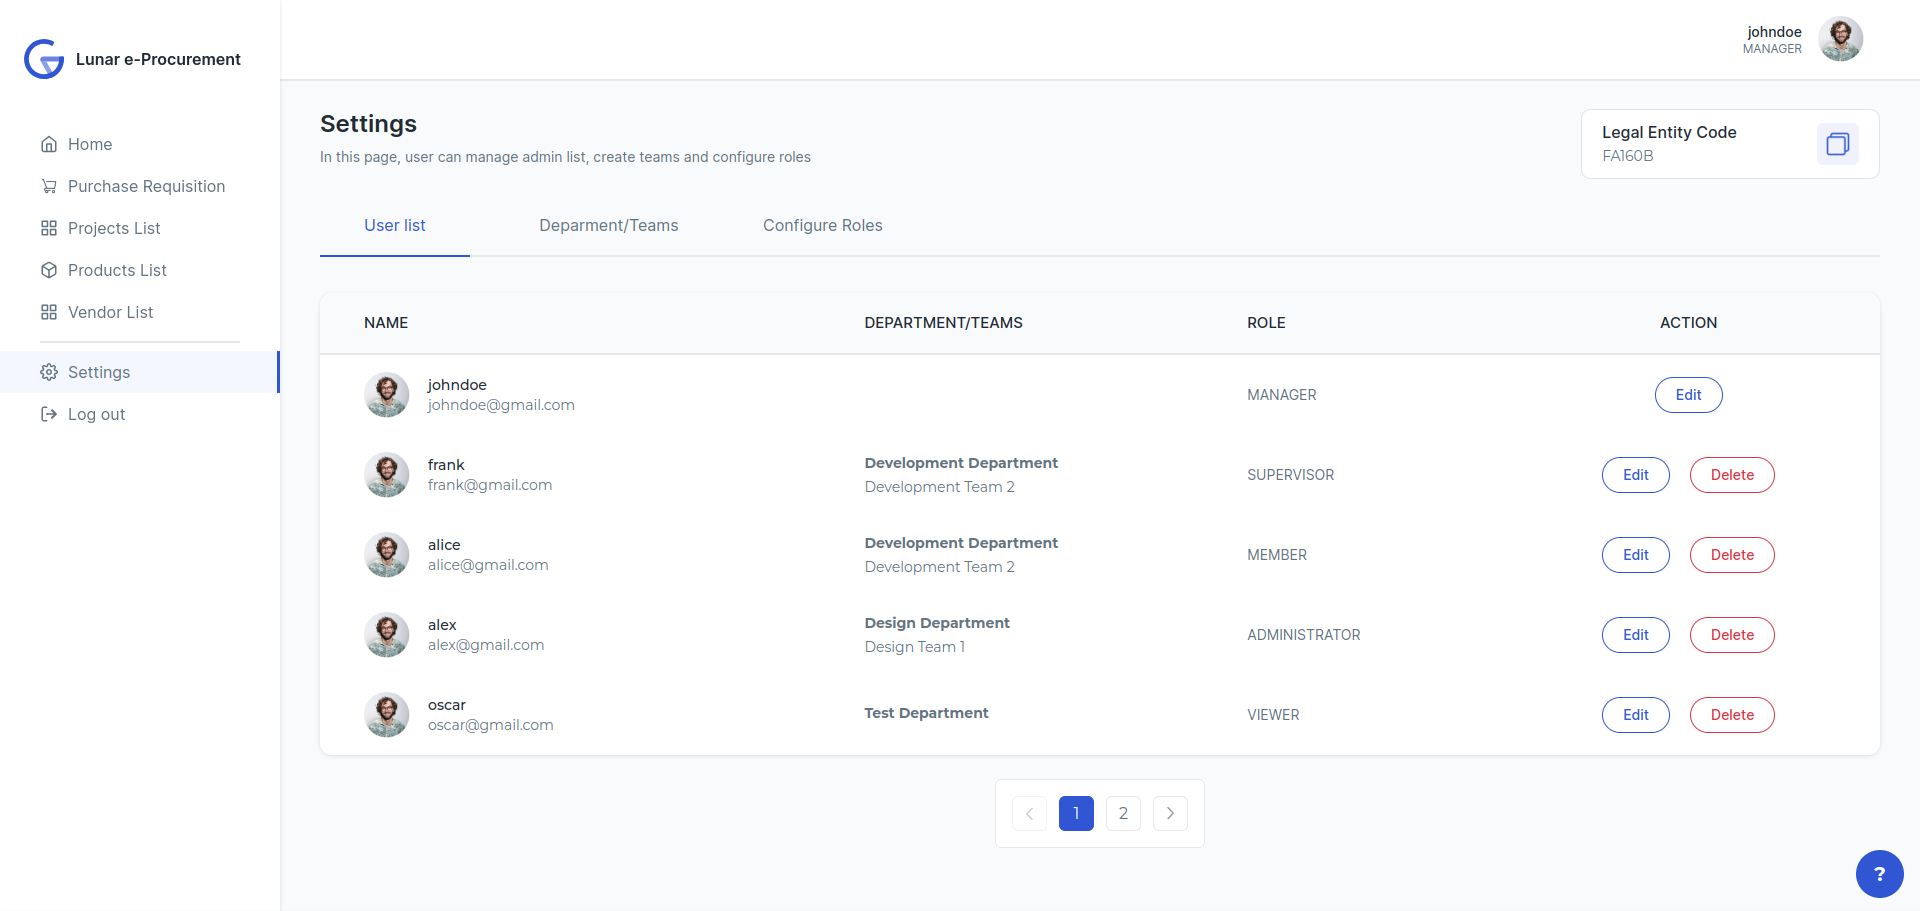 Lunar e-Procurement
johndoe
MANAGER
Home
Purchase Requisition
Projects List
Products List
Vendor List
Settings
Log out
Settings
In this page, user can manage admin list, create teams and configure roles
Legal Entity Code
FA160B
User list Deparment/Teams Configure Roles
NAME DEPARTMENT/TEAMS ROLE ACTION
johndoe
johndoe@gmail.com
MANAGER
Edit
frank
frank@gmail.com
Development Department
Development Team 2
SUPERVISOR
Edit Delete
alice
alice@gmail.com
Development Department
Development Team 2
MEMBER
Edit Delete
alex
alex@gmail.com
Design Department
Design Team 1
ADMINISTRATOR
Edit Delete
oscar
oscar@gmail.com
Test Department
VIEWER
Edit Delete
1 2
?